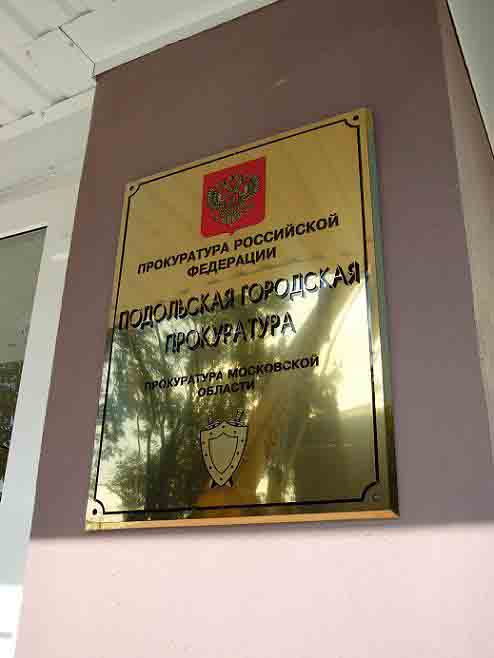 ПРОКУРАТУРА РОССИЙСКОЙ
ФЕДЕРАЦИИ
ПОДОЛЬСКАЯ ГОРОДСКАЯ
ПРОКУРАТУРА
ПРОКУРАТУРА МОСКОВСКОЙ
ОБЛАСТИ